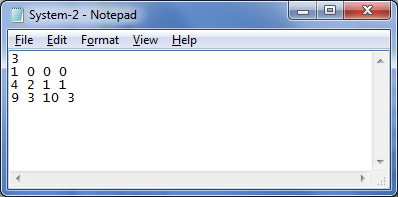 System-2 - Notepad
File Edit Format View Help
3
1 0 0 0
4 2 1 1
9 3 10 3